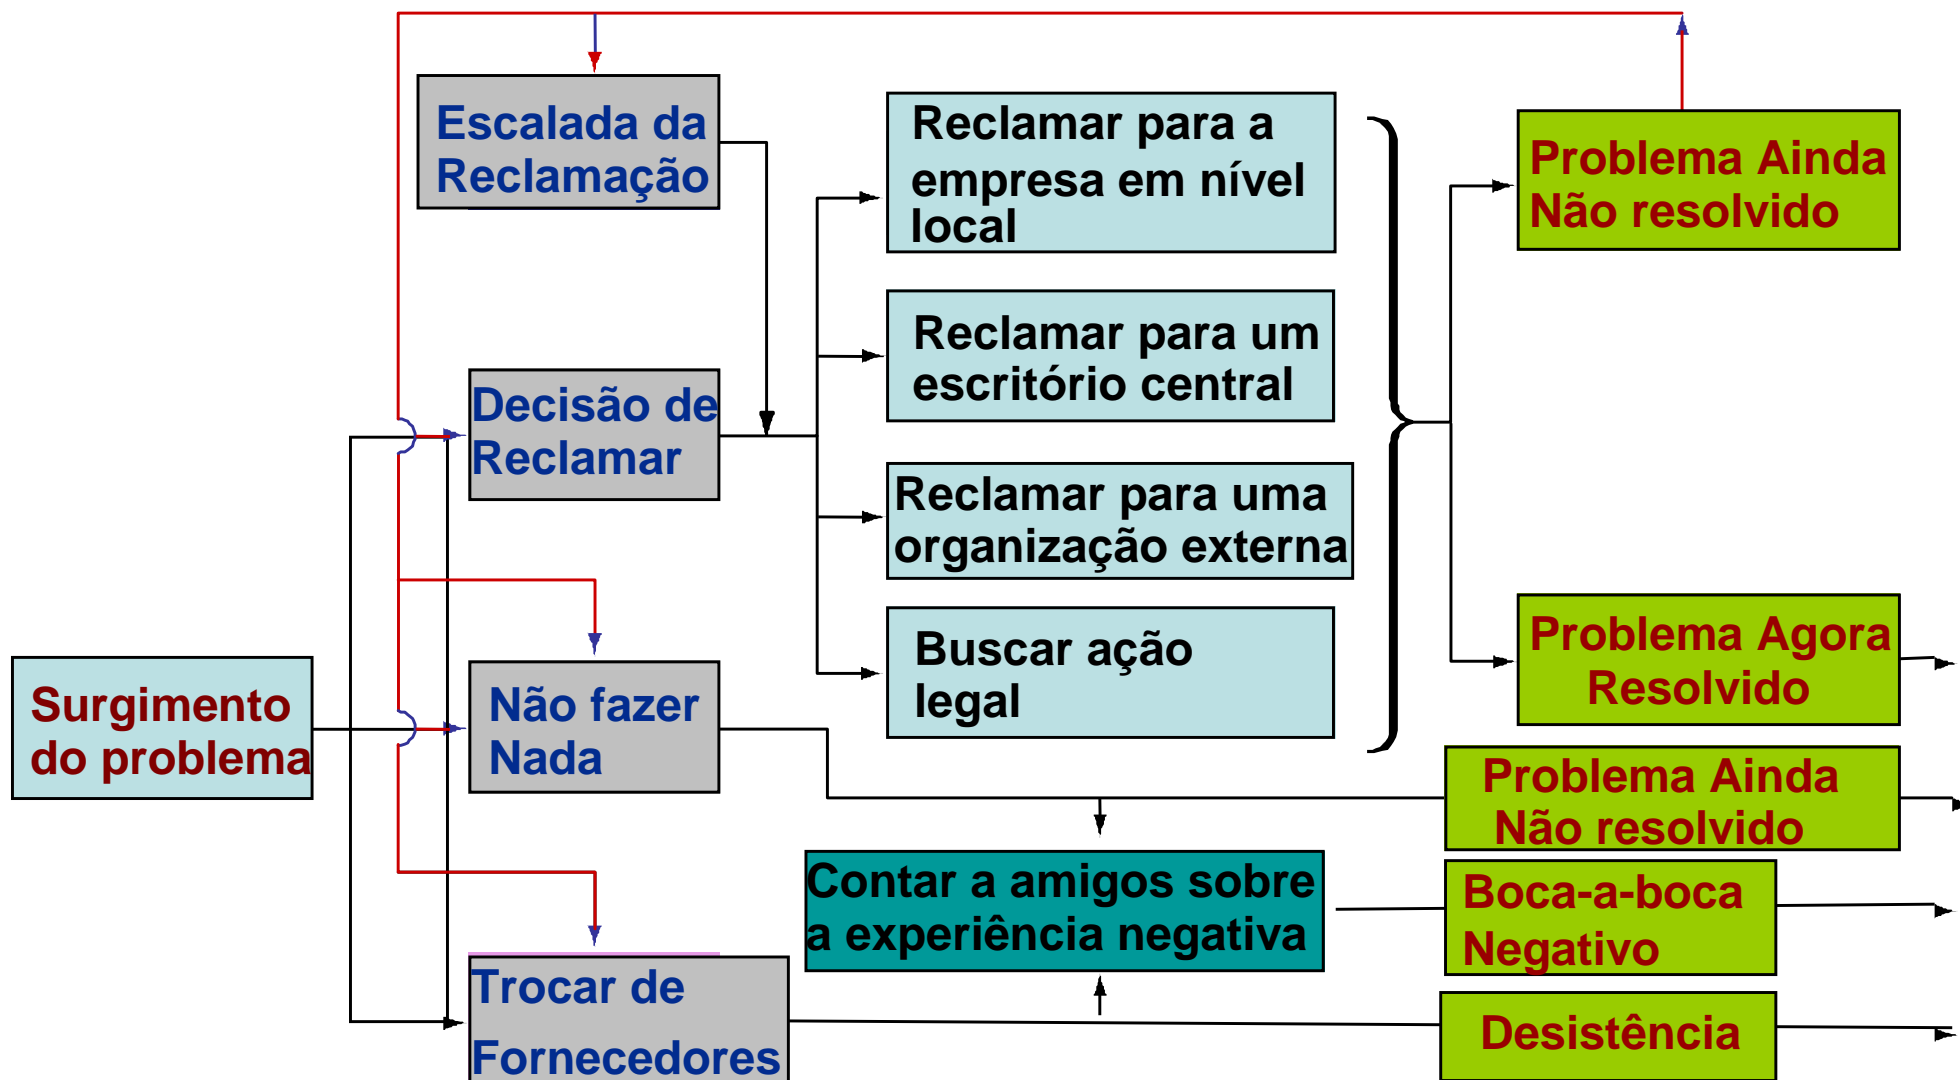 Escalada da
Reclamação
Reclamar para a
empresa em nível
local
Problema Ainda
Não resolvido
Reclamar para um
escritório central
Decisão de
Reclamar
Reclamar para uma
organização externa
Buscar ação
legal
Problema Agora
Resolvido
Surgimento
do problema
Não fazer
Nada
Problema Ainda
Não resolvido
Contar a amigos sobre
a experiência negativa
Boca-a-boca
Negativo
Trocar de
Fornecedores
Desistência